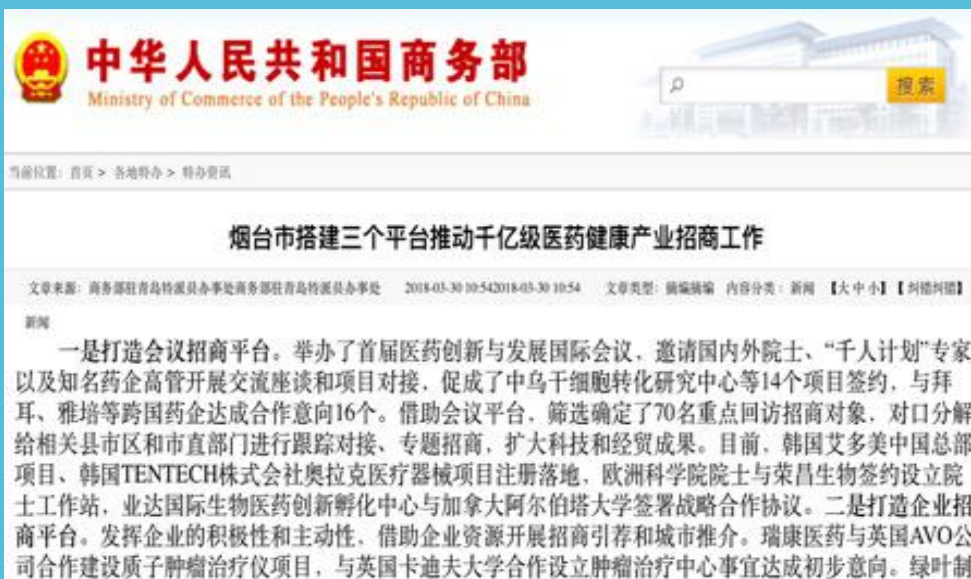 中华人民共和国商务部
Ministry of Commerce of the People's Republic of China
搜索
当前位置：首页 > 各地特办 > 特办资讯
烟台市搭建三个平台推动千亿级医药健康产业招商工作
文章来源：商务部驻青岛特派员办事处商务部驻青岛特派员办事处 2018-03-30 10:542018-03-30 10:54 文章类型：摘编摘编 内容分类：新闻 【大 中 小】【 纠错纠错】
新闻
一是打造会议招商平台。举办了首届医药创新与发展国际会议，邀请国内外院士、“千人计划”专家
以及知名药企高管开展交流座谈和项目对接，促成了中乌干细胞转化研究中心等14个项目签约，与拜
耳、雅培等跨国药企达成合作意向16个。借助会议平台，筛选确定了70名重点回访招商对象，对口分解
给相关县市区和市直部门进行跟踪对接、专题招商，扩大科技和经贸成果。目前，韩国艾多美中国总部
项目、韩国TENTECH株式会社奥拉克医疗器械项目注册落地，欧洲科学院院士与荣昌生物签约设立院
士工作站，业达国际生物医药创新孵化中心与加拿大阿尔伯塔大学签署战略合作协议。二是打造企业招
商平台。发挥企业的积极性和主动性，借助企业资源开展招商引荐和城市推介。瑞康医药与英国AVO公
司合作建设质子肿瘤治疗仪项目，与英国卡迪夫大学合作设立肿瘤治疗中心事宜达成初步意向。绿叶制